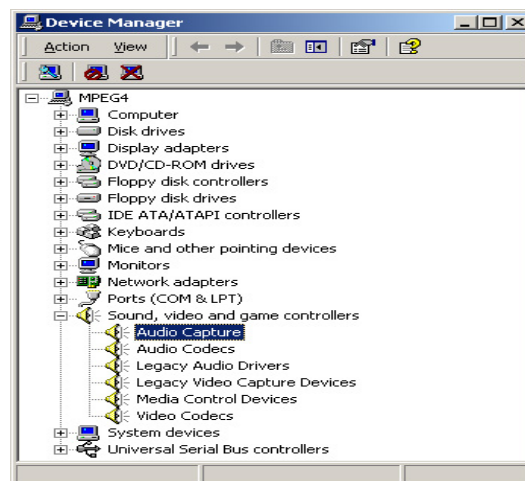 Device Manager
Action View
MPEG4
Computer
Disk drives
Display adapters
DVD/CD-ROM drives
Floppy disk controllers
Floppy disk drives
IDE ATA/ATAPI controllers
Keyboards
Mice and other pointing devices
Monitors
Network adapters
Ports (COM & LPT)
Sound, video and game controllers
Audio Capture
Audio Codecs
Legacy Audio Drivers
Legacy Video Capture Devices
Media Control Devices
Video Codecs
System devices
Universal Serial Bus controllers